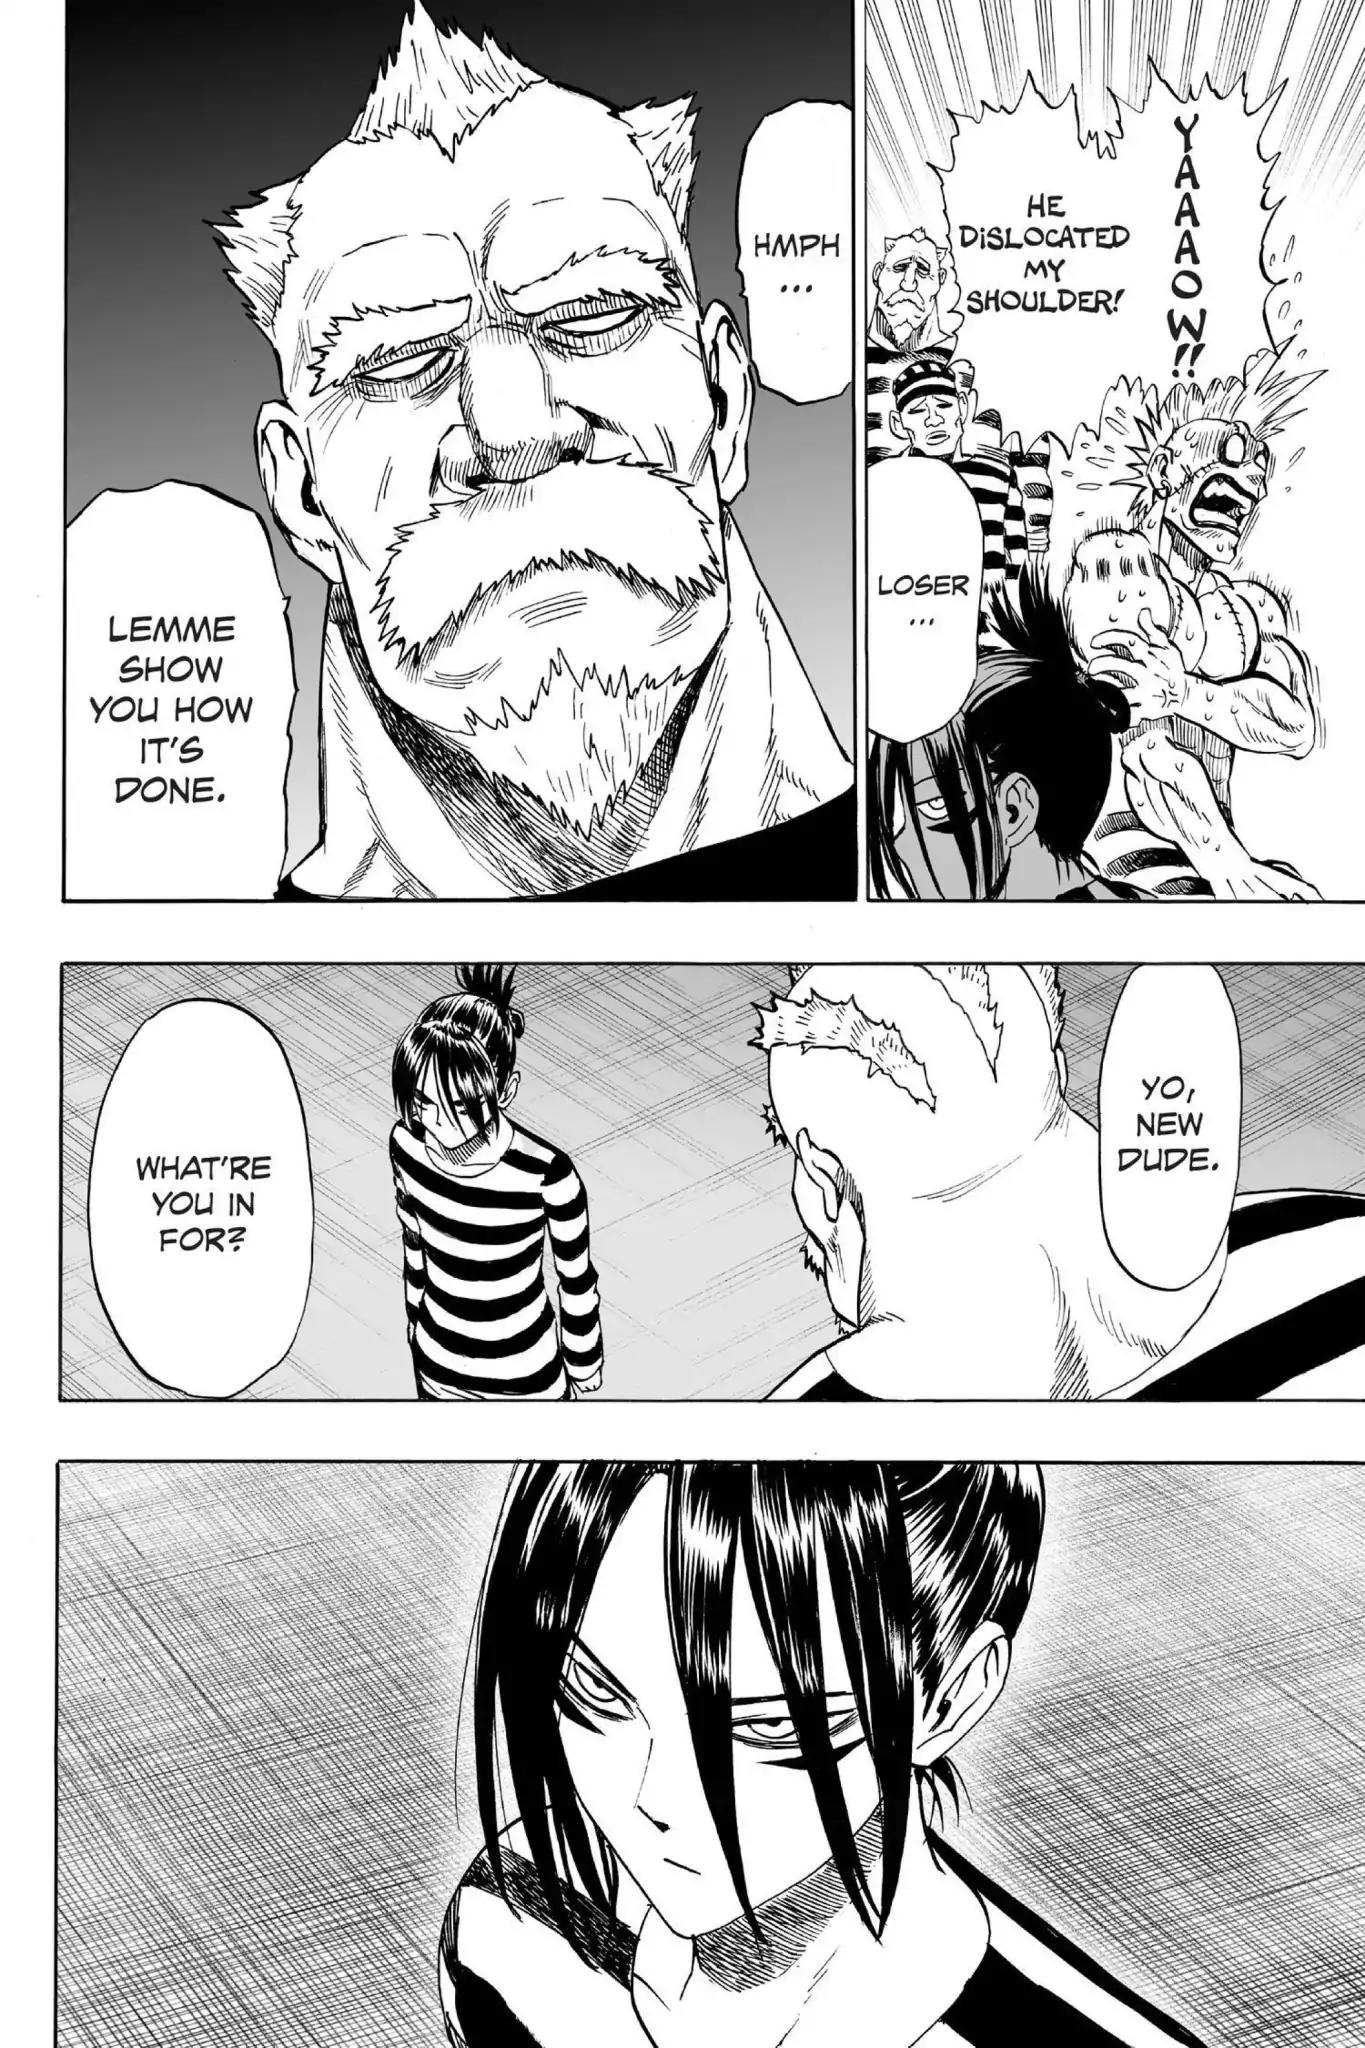 YAAAOW!!
HE
DISLOCATED
MY
SHOULDER!
LOSER
...
HMPH
...
LEMME
SHOW
YOU HOW
IT'S
DONE.
YO,
NEW
DUDE.
WHAT'RE
YOU IN
FOR?